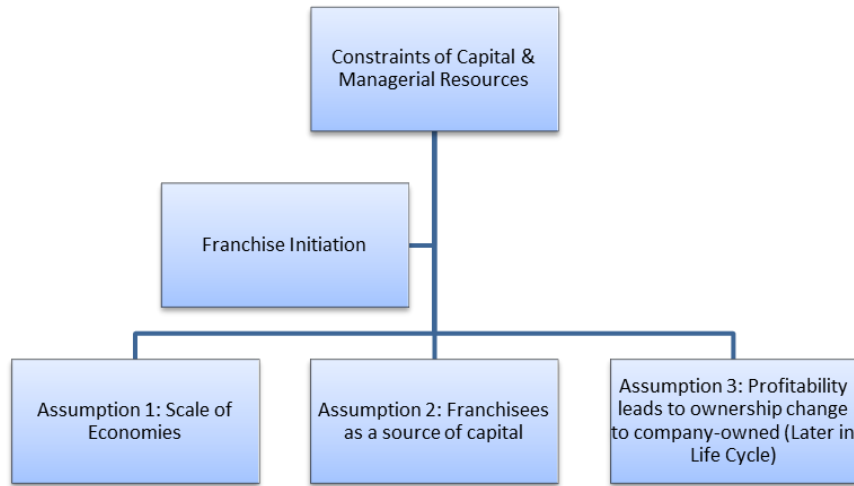 Constraints of Capital &
Managerial Resources
Franchise Initiation
Assumption 1: Scale of
Economies
Assumption 2: Franchisees
as a source of capital
Assumption 3: Profitability
leads to ownership change
to company-owned (Later in
Life Cycle)